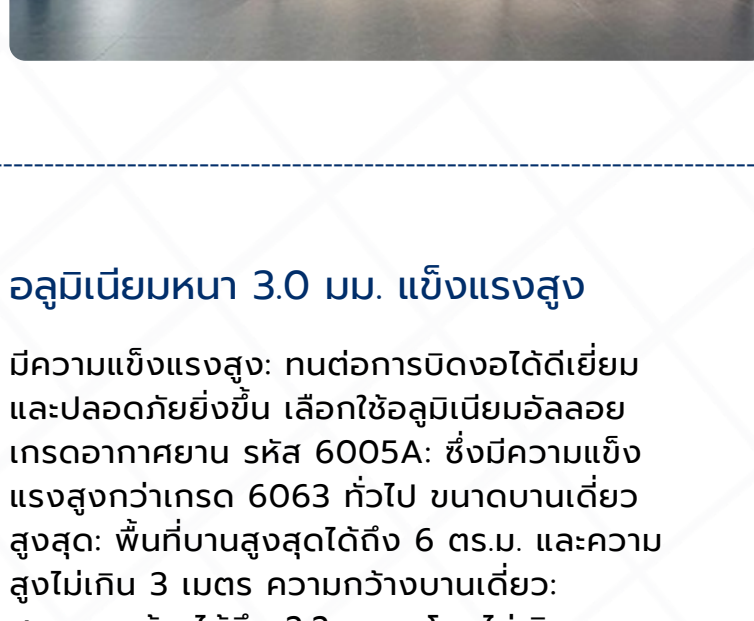 อลูมิเนียมหนา 3.0 มม. แข็งแรงสูง
มีความแข็งแรงสูง: ทนต่อการบิดงอได้ดีเยี่ยม
และปลอดภัยยิ่งขึ้น เลือกใช้อลูมิเนียมอัลลอย
เกรดอากาศยาน รหัส 6005A: ซึ่งมีความแข็ง
แรงสูงกว่าเกรด 6063 ทั่วไป ขนาดบานเดี่ยว
สูงสุด: พื้นที่บานสูงสุดได้ถึง 6 ตร.ม. และความ
สูงไม่เกิน 3 เมตร ความกว้างบานเดี่ยว: